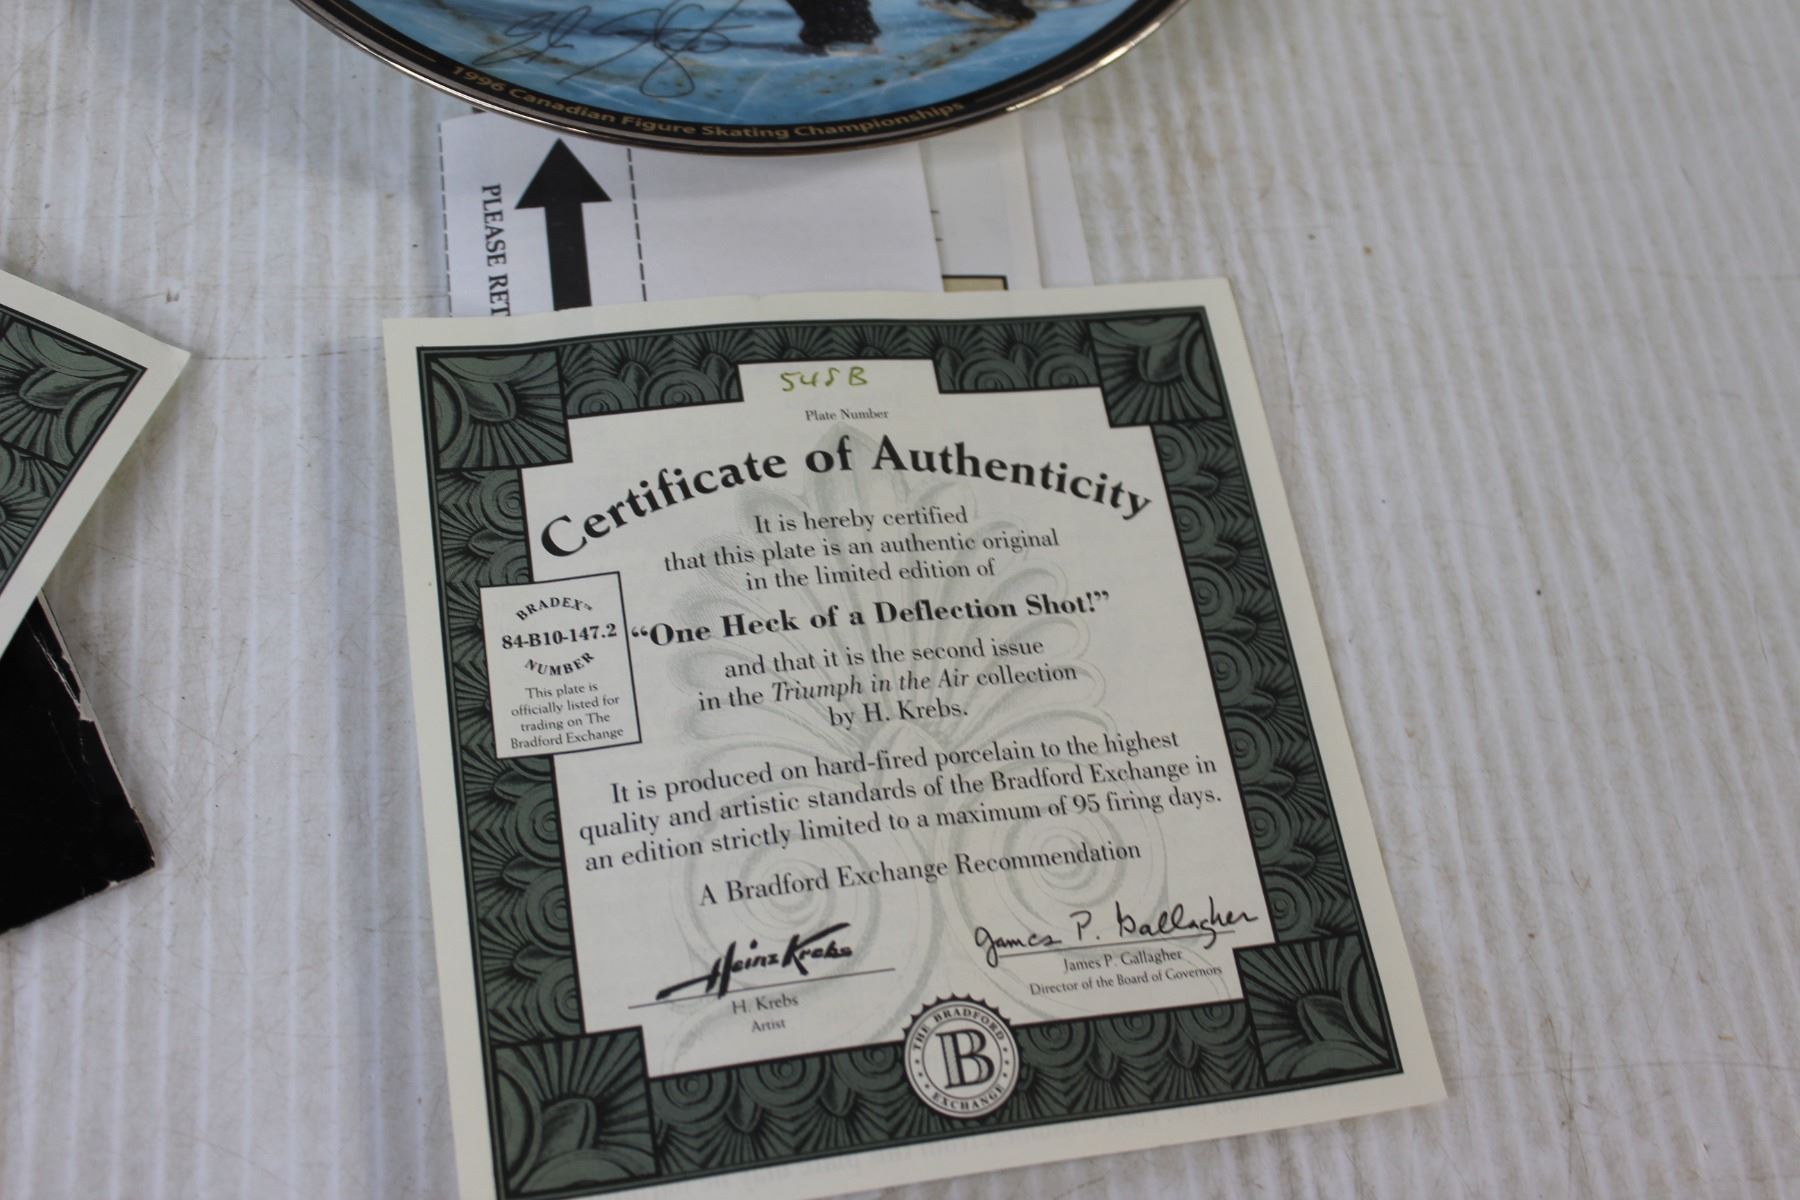 1996 Canadian Figure Skating Championships
PLEASE RET
548B
Plate Number
Certificate of Authenticity
It is hereby certified
that this plate is an authentic original
in the limited edition of
“One Heck of a Deflection Shot!”
and that it is the second issue
in the Triumph in the Air collection
by H. Krebs.
BRADEX™
84-B10-147.2
NUMBER
This plate is
officially listed for
trading on The
Bradford Exchange
It is produced on hard-fired porcelain to the highest
quality and artistic standards of the Bradford Exchange in
an edition strictly limited to a maximum of 95 firing days.
A Bradford Exchange Recommendation
Heinz Krebs
H. Krebs
Artist
James P. Gallagher
James P. Gallagher
Director of the Board of Governors
THE BRADFORD
B
EXCHANGE